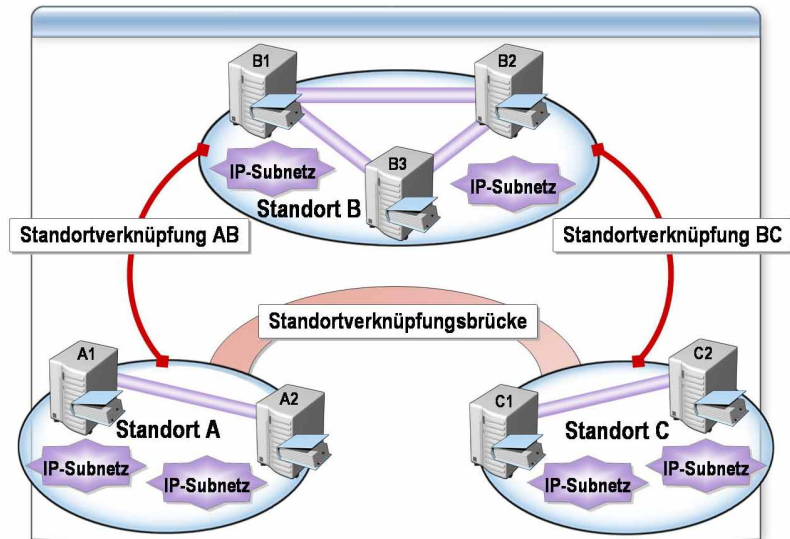 B1
B2
B3
IP-Subnetz
IP-Subnetz
Standort B
Standortverknüpfung AB
Standortverknüpfung BC
Standortverknüpfungsbrücke
A1
A2
Standort A
IP-Subnetz
IP-Subnetz
C2
C1
Standort C
IP-Subnetz
IP-Subnetz